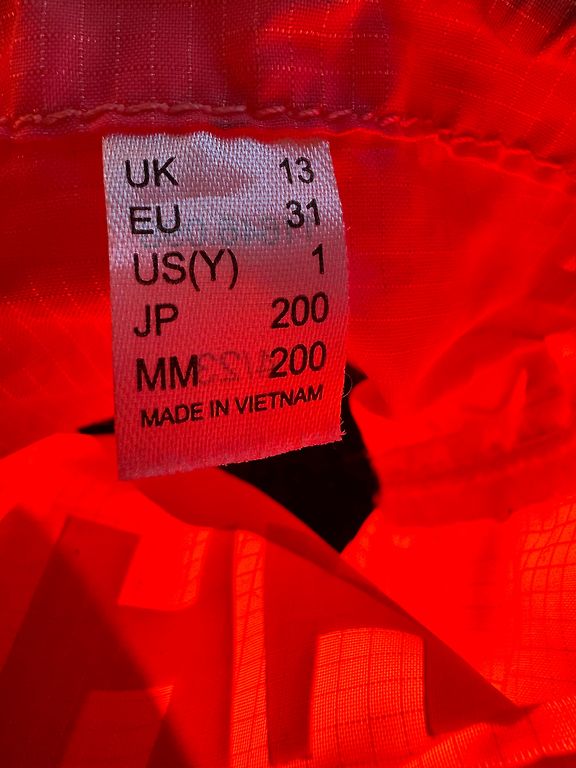 UK 13
EU 31
US(Y) 1
JP 200
MM 200
MADE IN VIETNAM